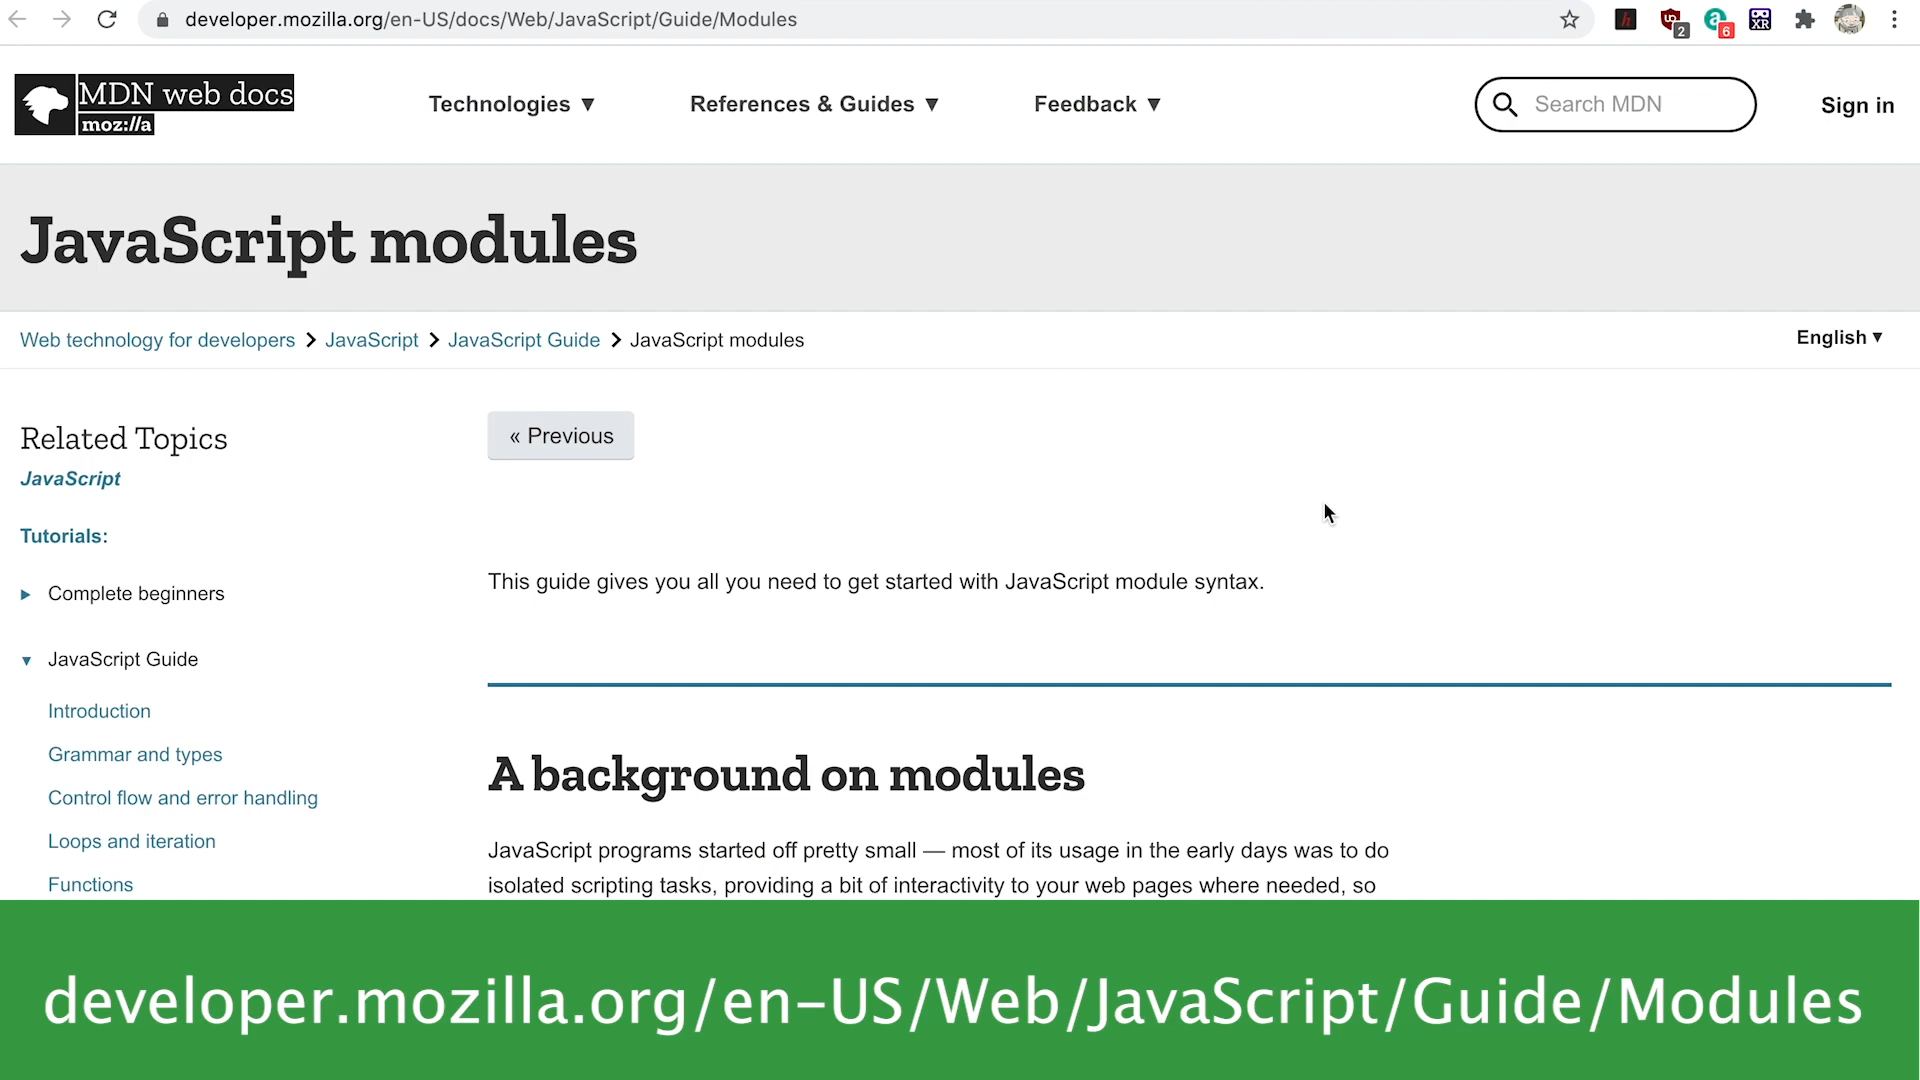 developer.mozilla.org/en-US/docs/Web/JavaScript/Guide/Modules
h
2
a
6
XR
MDN web docs
moz://a
Technologies ▼
References & Guides ▼
Feedback ▼
Search MDN
Sign in
JavaScript modules
Web technology for developers > JavaScript > JavaScript Guide > JavaScript modules
English ▼
Related Topics
JavaScript
Tutorials:
▶ Complete beginners
▼ JavaScript Guide
Introduction
Grammar and types
Control flow and error handling
Loops and iteration
Functions
« Previous
This guide gives you all you need to get started with JavaScript module syntax.
A background on modules
JavaScript programs started off pretty small — most of its usage in the early days was to do
isolated scripting tasks, providing a bit of interactivity to your web pages where needed, so
developer.mozilla.org/en-US/Web/JavaScript/Guide/Modules